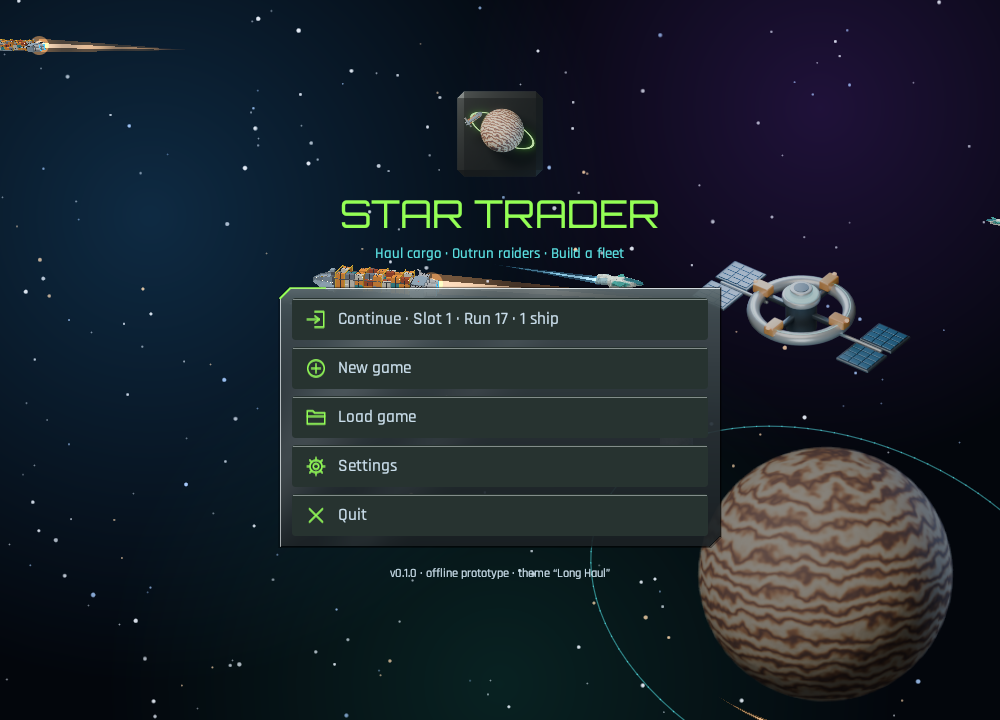 STAR TRADER
Haul cargo · Outrun raiders · Build a fleet
Continue · Slot 1 · Run 17 · 1 ship
New game
Load game
Settings
Quit
v0.1.0 · offline prototype · theme “Long Haul”